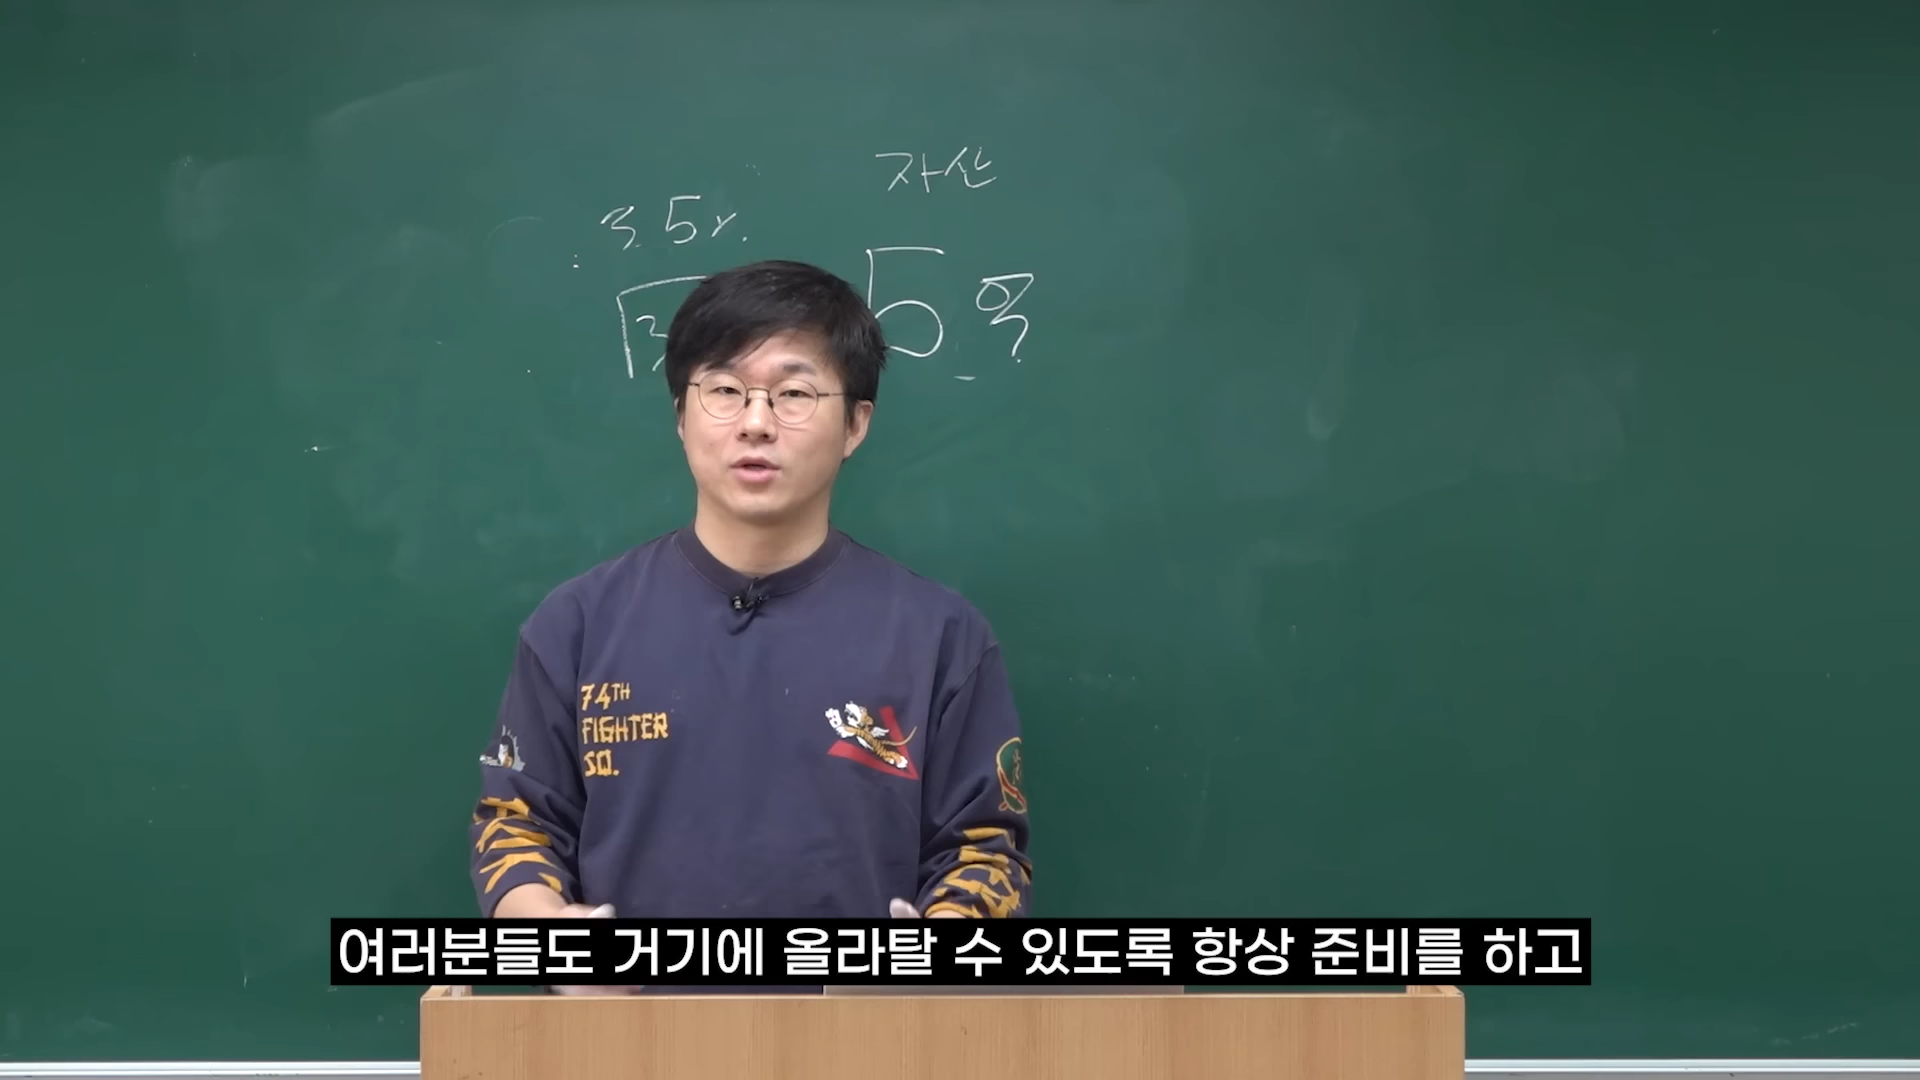 자산
3.5%
3
5억
74TH
FIGHTER
SQ.
여러분들도 거기에 올라탈 수 있도록 항상 준비를 하고